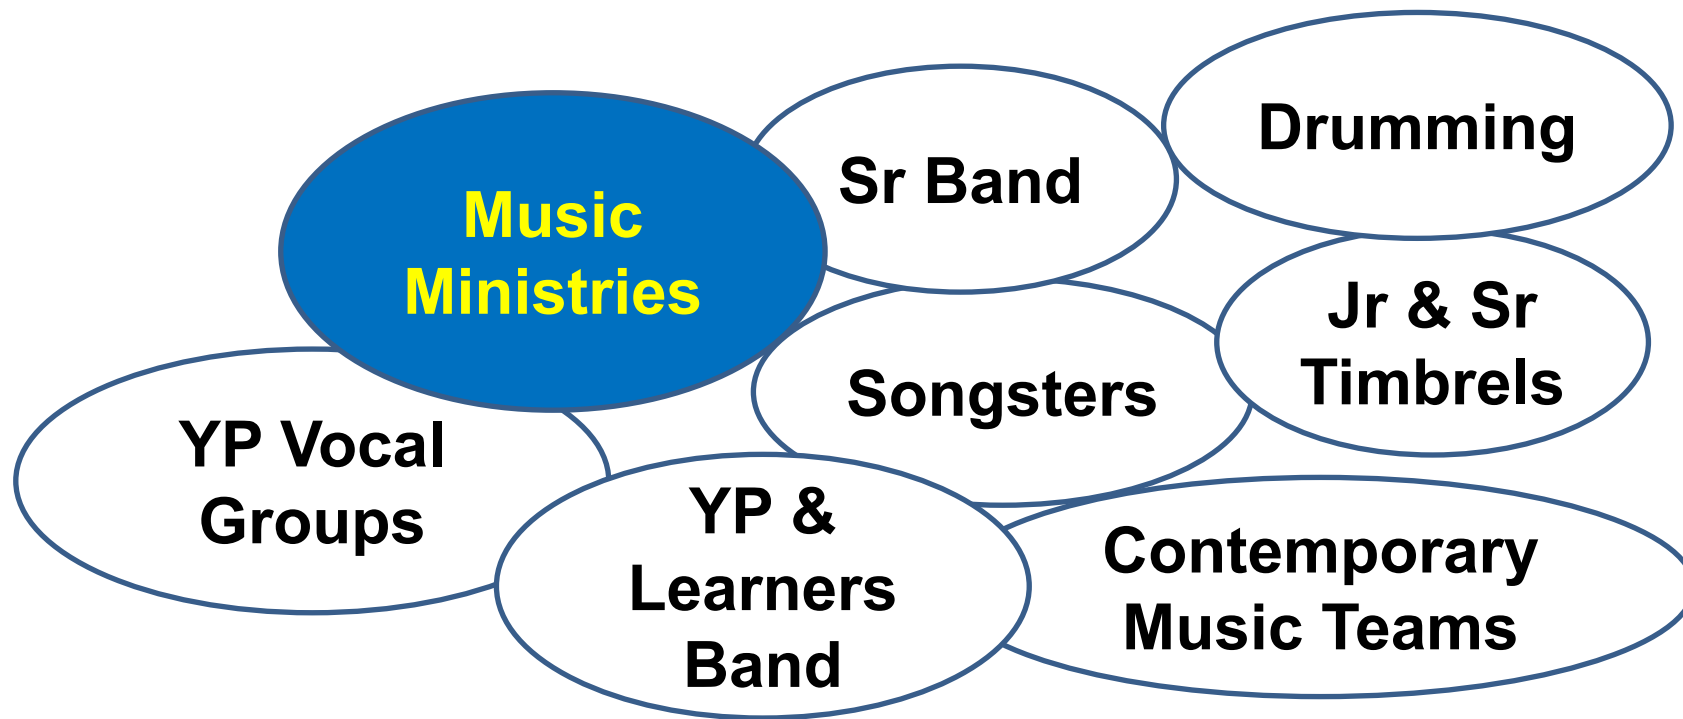 Music
Ministries
Sr Band
Drumming
Jr & Sr
Timbrels
Songsters
YP Vocal
Groups
YP &
Learners
Band
Contemporary
Music Teams